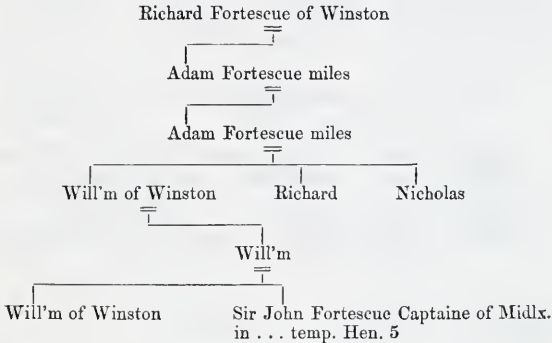 Richard Fortescue of Winston
Adam Fortescue miles
Adam Fortescue miles
Will'm of Winston Richard Nicholas
Will'm
Will'm of Winston Sir John Fortescue Captaine of Midlx.
in . . . temp. Hen. 5